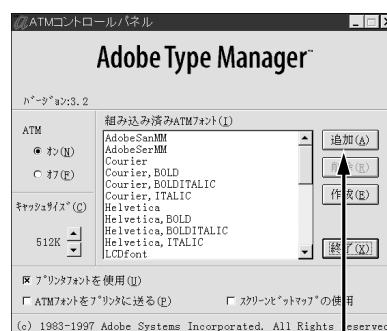 ATMコントロールパネル
Adobe Type Manager™
バージョン:3.2
ATM
オン(N)
オフ(F)
キャッシュサイズ(C)
512K
組み込み済みATMフォント(I)
AdobeSanMM
AdobeSerMM
Courier
Courier,BOLD
Courier,BOLDITALIC
Courier,ITALIC
Helvetica
Helvetica,BOLD
Helvetica,BOLDITALIC
Helvetica,ITALIC
LCDfont
追加(A)
削除(R)
作成(E)
終了(X)
プリンタフォントを使用(U)
ATMフォントをプリンタに送る(P)
スクリーンビットマップの使用
(c) 1983-1997 Adobe Systems Incorporated. All Rights Reserved